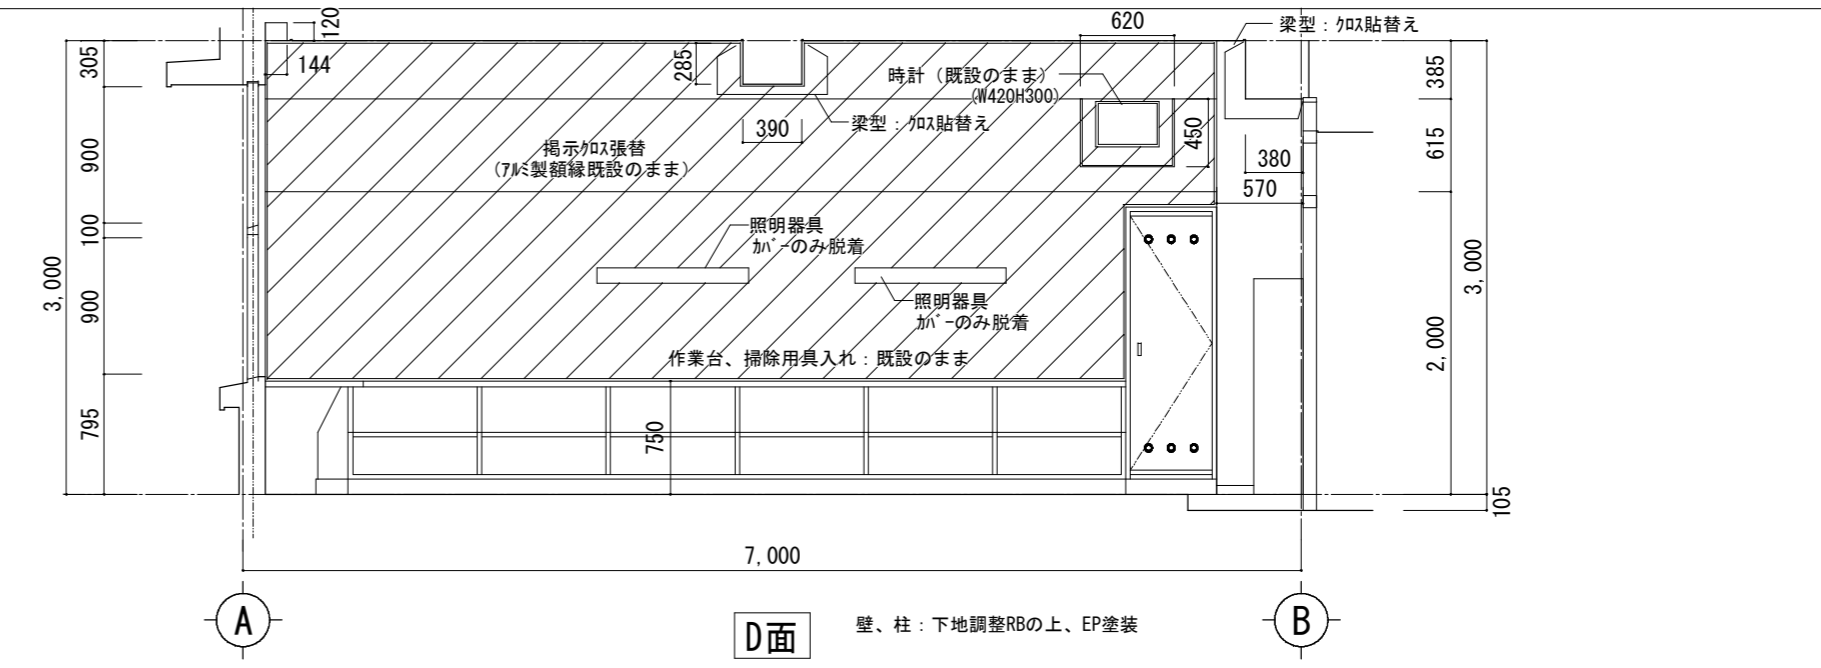 120
梁型：ｸﾛｽ貼替え
620
305
144
285
時計（既設のまま）
(W420H300)
385
梁型：ｸﾛｽ貼替え
390
450
900
掲示ｸﾛｽ張替
(ｱﾙﾐ製額縁既設のまま)
615
380
570
100
照明器具
ｶﾊﾞｰのみ脱着
3,000
3,000
900
照明器具
ｶﾊﾞｰのみ脱着
2,000
作業台、掃除用具入れ：既設のまま
795
750
105
7,000
A
D面
壁、柱：下地調整RBの上、EP塗装
B